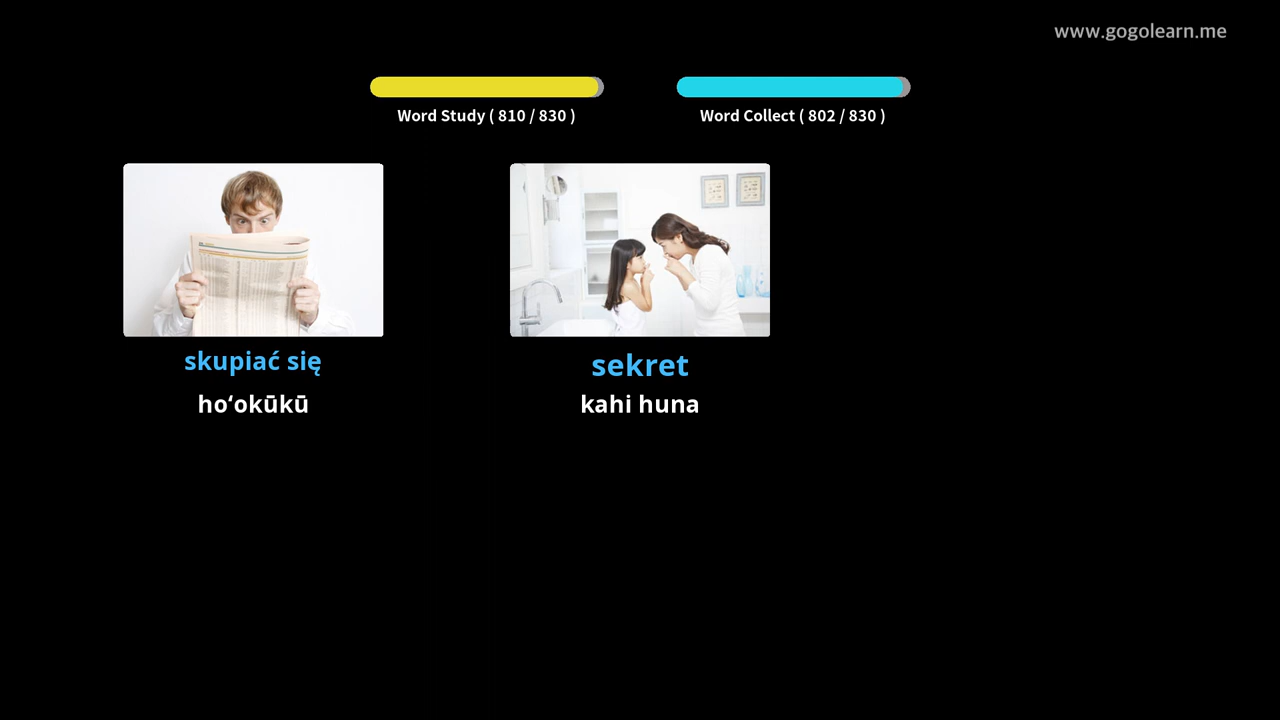 www.gogolearn.me
Word Study ( 810 / 830 )
Word Collect ( 802 / 830 )
skupiać się
hoʻokūkū
sekret
kahi huna